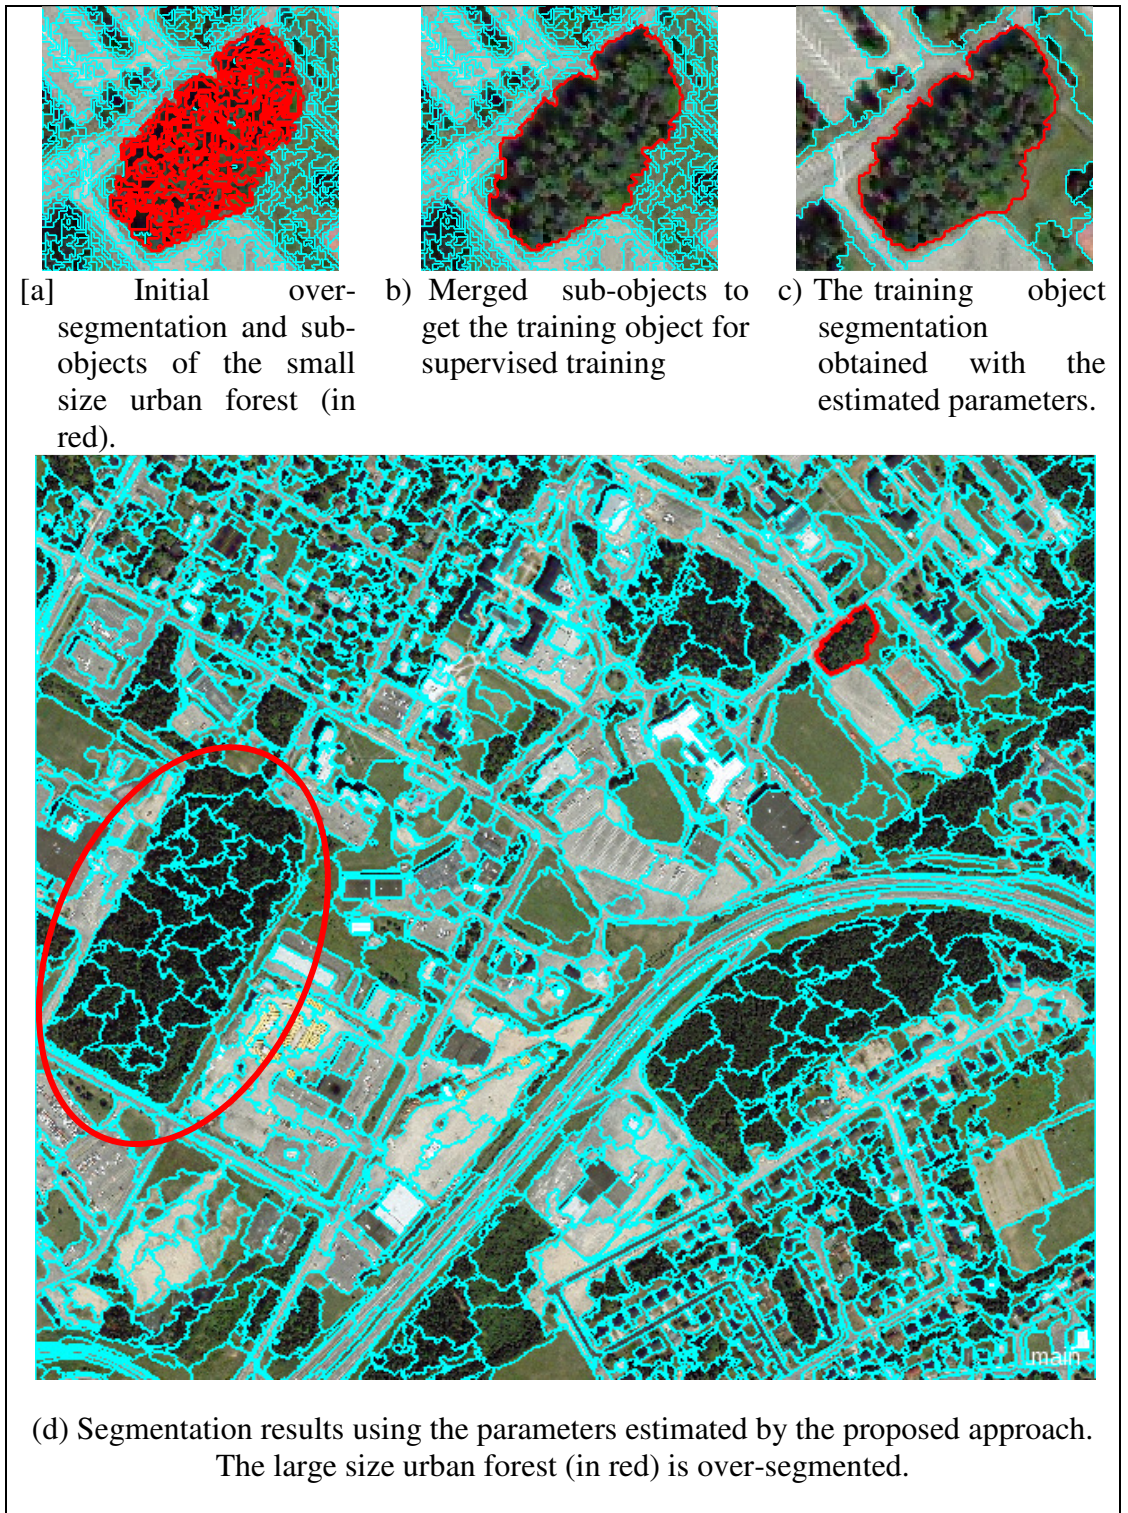 [a] Initial over-
segmentation and sub-
objects of the small
size urban forest (in
red).
b) Merged sub-objects to
get the training object for
supervised training
c) The training object
segmentation
obtained with the
estimated parameters.
main
(d) Segmentation results using the parameters estimated by the proposed approach.
The large size urban forest (in red) is over-segmented.